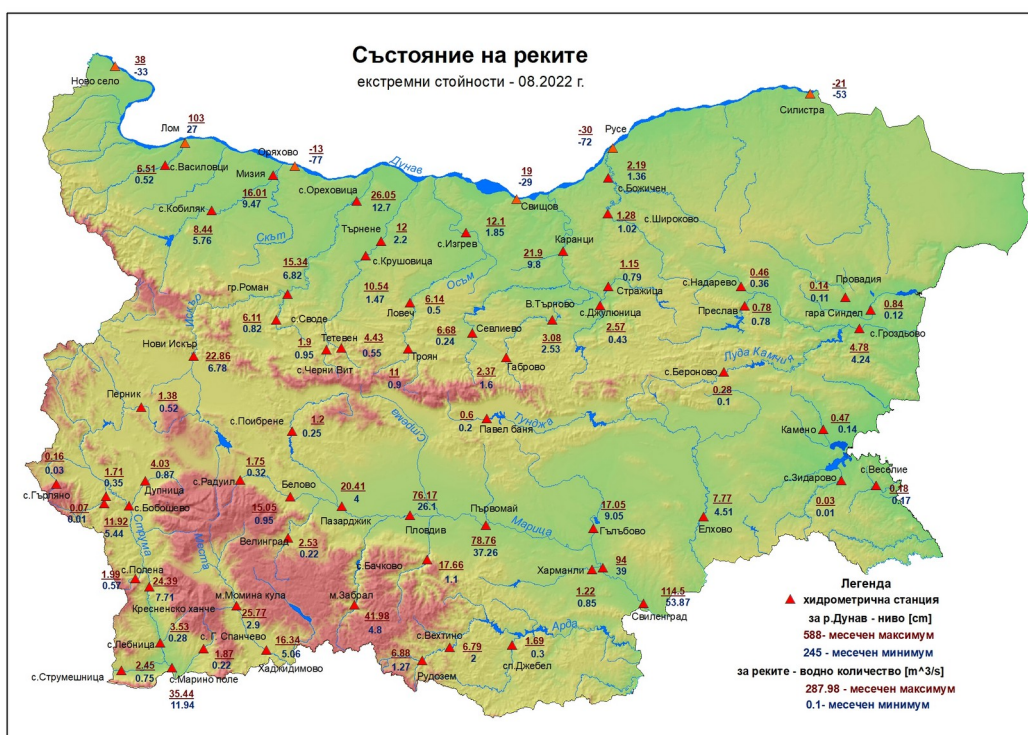 Състояние на реките
екстремни стойности - 08.2022 г.
38
-33
Ново село
-21
-53
Силистра
Лом
103
27
Оряхово
-13
-77
Дунав
19
-29
Свищов
Русе
-30
-72
6.51
0.52
с.Василовци
Мизия
16.01
9.47
с.Кобиляк
8.44
5.76
Скът
с.Ореховица
26.05
12.7
Търнене
12
2.2
с.Крушовица
10.54
1.47
с.Изгрев
12.1
1.85
Осъм
21.9
9.8
Каранци
2.19
1.36
с.Божичен
1.28
1.02
с.Широково
15.34
6.82
гр.Роман
6.11
0.82
с.Своде
Искър
Нови Искър
22.86
6.78
1.9
0.95
Тетевен
с.Черни Вит
4.43
0.55
Ловеч
6.14
0.5
Троян
11
0.9
Севлиево
6.68
0.24
2.37
1.6
Габрово
В.Търново
3.08
2.53
1.15
0.79
Стражица
с.Джулюница
2.57
0.43
с.Надарево
0.46
0.36
Преслав
0.78
0.78
Провадия
0.14
0.11
гара Синдел
0.84
0.12
с.Гроздьово
4.78
4.24
Луда Камчия
с.Бероново
0.28
0.1
Перник
1.38
0.52
с.Поибрене
1.2
0.25
Стрема
0.6
0.2
Павел баня
Тунджа
Камено
0.47
0.14
0.16
0.03
с.Гърляно
1.71
0.35
0.07
0.01
4.03
0.87
Дупница
с.Бобошево
11.92
5.44
с.Радуил
1.75
0.32
Белово
15.05
0.95
Велинград
2.53
0.22
20.41
4
Пазарджик
76.17
26.1
Пловдив
Първомай
78.76
37.26
Марица
17.05
9.05
Гълъбово
7.77
4.51
Елхово
с.Зидарово
0.03
0.01
с.Веселие
0.18
0.17
Струма
Места
с.Полена
1.99
0.57
24.39
7.71
Кресненско ханче
м.Момина кула
25.77
2.9
с.Бачково
17.66
1.1
м.Забрал
41.98
4.8
Харманли
1.22
0.85
94
39
Свиленград
114.5
53.87
3.53
0.28
с.Лебница
с. Г. Спанчево
1.87
0.22
16.34
5.06
Хаджидимово
с.Вехтино
6.79
2
6.88
1.27
Рудозем
Арда
1.69
0.3
сп.Джебел
2.45
0.75
с.Струмешница
с.Марино поле
35.44
11.94
Легенда
хидрометрична станция
за р.Дунав - ниво [cm]
588- месечен максимум
245 - месечен минимум
за реките - водно количество [m^3/s]
287.98 - месечен максимум
0.1- месечен минимум